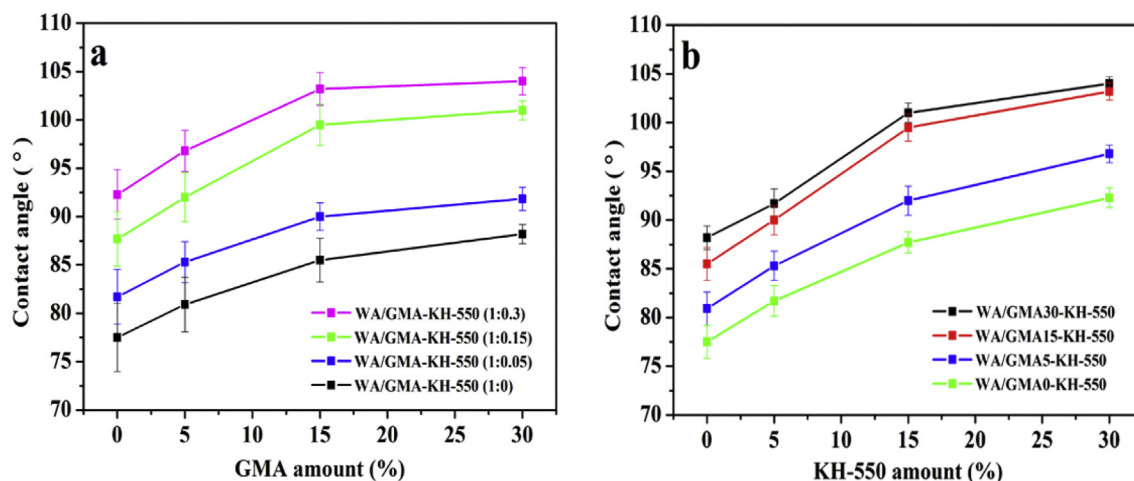 a
110
105
100
95
90
85
80
75
70
Contact angle ( ° )
WA/GMA-KH-550 (1:0.3)
WA/GMA-KH-550 (1:0.15)
WA/GMA-KH-550 (1:0.05)
WA/GMA-KH-550 (1:0)
0 5 10 15 20 25 30
GMA amount (%)
b
110
105
100
95
90
85
80
75
70
65
Contact angle ( ° )
WA/GMA30-KH-550
WA/GMA15-KH-550
WA/GMA5-KH-550
WA/GMA0-KH-550
0 5 10 15 20 25 30
KH-550 amount (%)